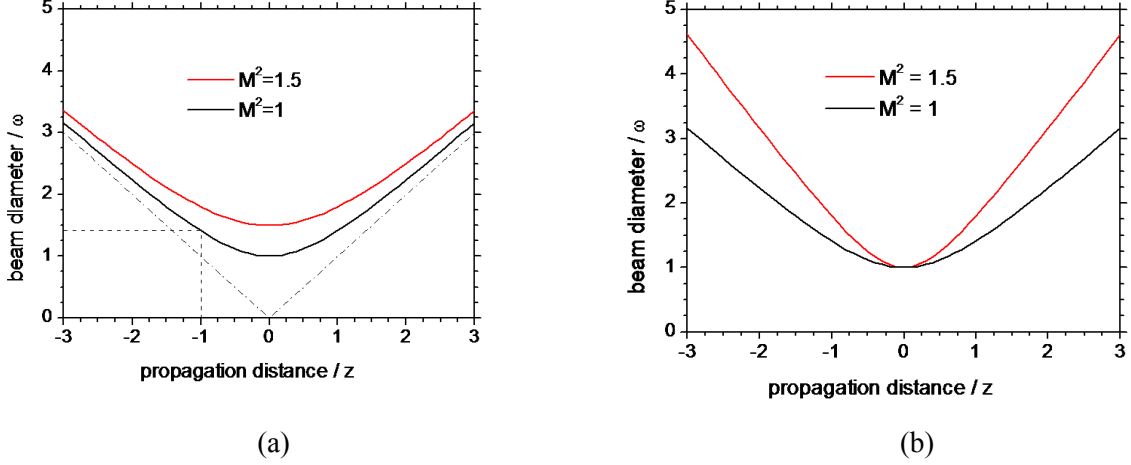 5
4
3
2
1
0
beam diameter / ω
M²=1.5
M²=1
-3 -2 -1 0 1 2 3
propagation distance / z
(a)
5
4
3
2
1
0
beam diameter / ω
M² = 1.5
M² = 1
-3 -2 -1 0 1 2 3
propagation distance / z
(b)